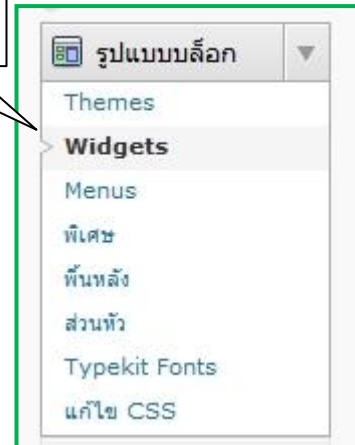 รูปแบบบล็อก
Themes
Widgets
Menus
พิเศษ
พื้นหลัง
ส่วนหัว
Typekit Fonts
แก้ไข CSS